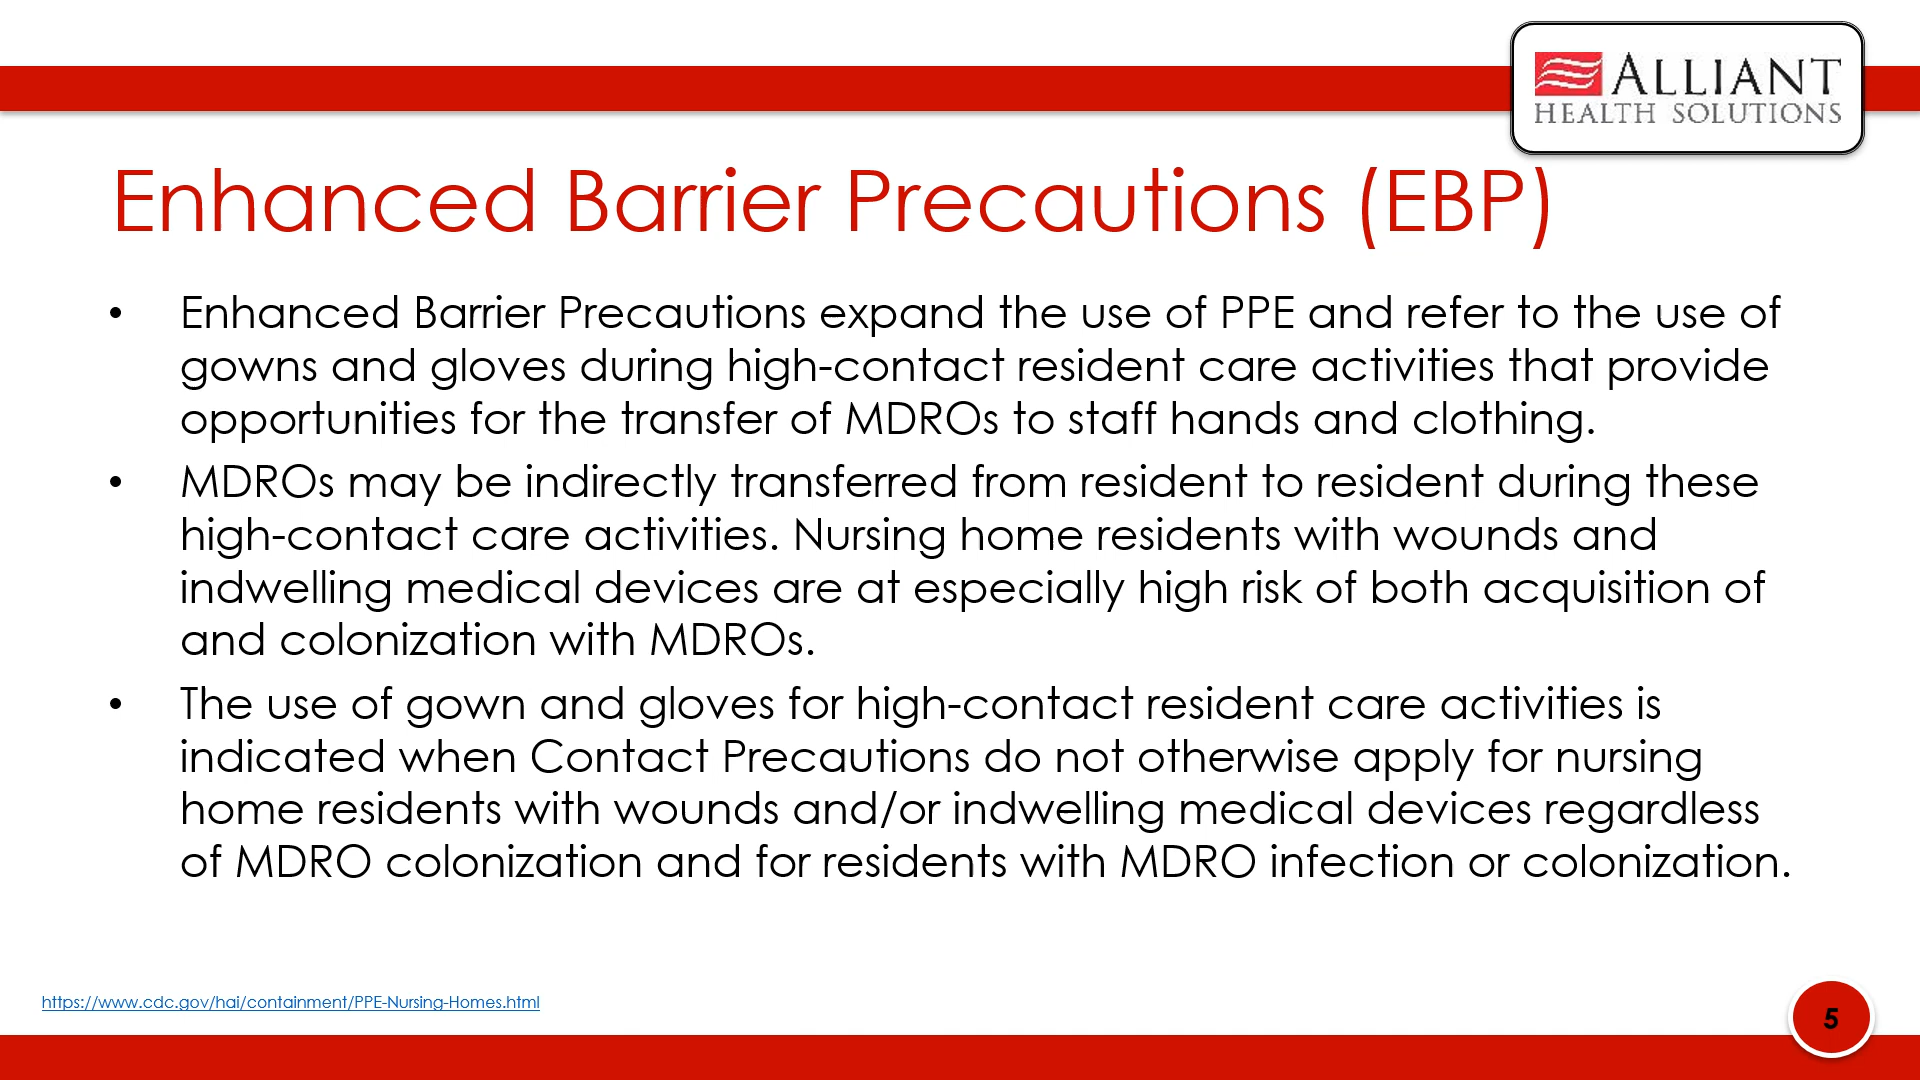 ALLIANT
HEALTH SOLUTIONS
Enhanced Barrier Precautions (EBP)
• Enhanced Barrier Precautions expand the use of PPE and refer to the use of
gowns and gloves during high-contact resident care activities that provide
opportunities for the transfer of MDROs to staff hands and clothing.
• MDROs may be indirectly transferred from resident to resident during these
high-contact care activities. Nursing home residents with wounds and
indwelling medical devices are at especially high risk of both acquisition of
and colonization with MDROs.
• The use of gown and gloves for high-contact resident care activities is
indicated when Contact Precautions do not otherwise apply for nursing
home residents with wounds and/or indwelling medical devices regardless
of MDRO colonization and for residents with MDRO infection or colonization.
https://www.cdc.gov/hai/containment/PPE-Nursing-Homes.html
5